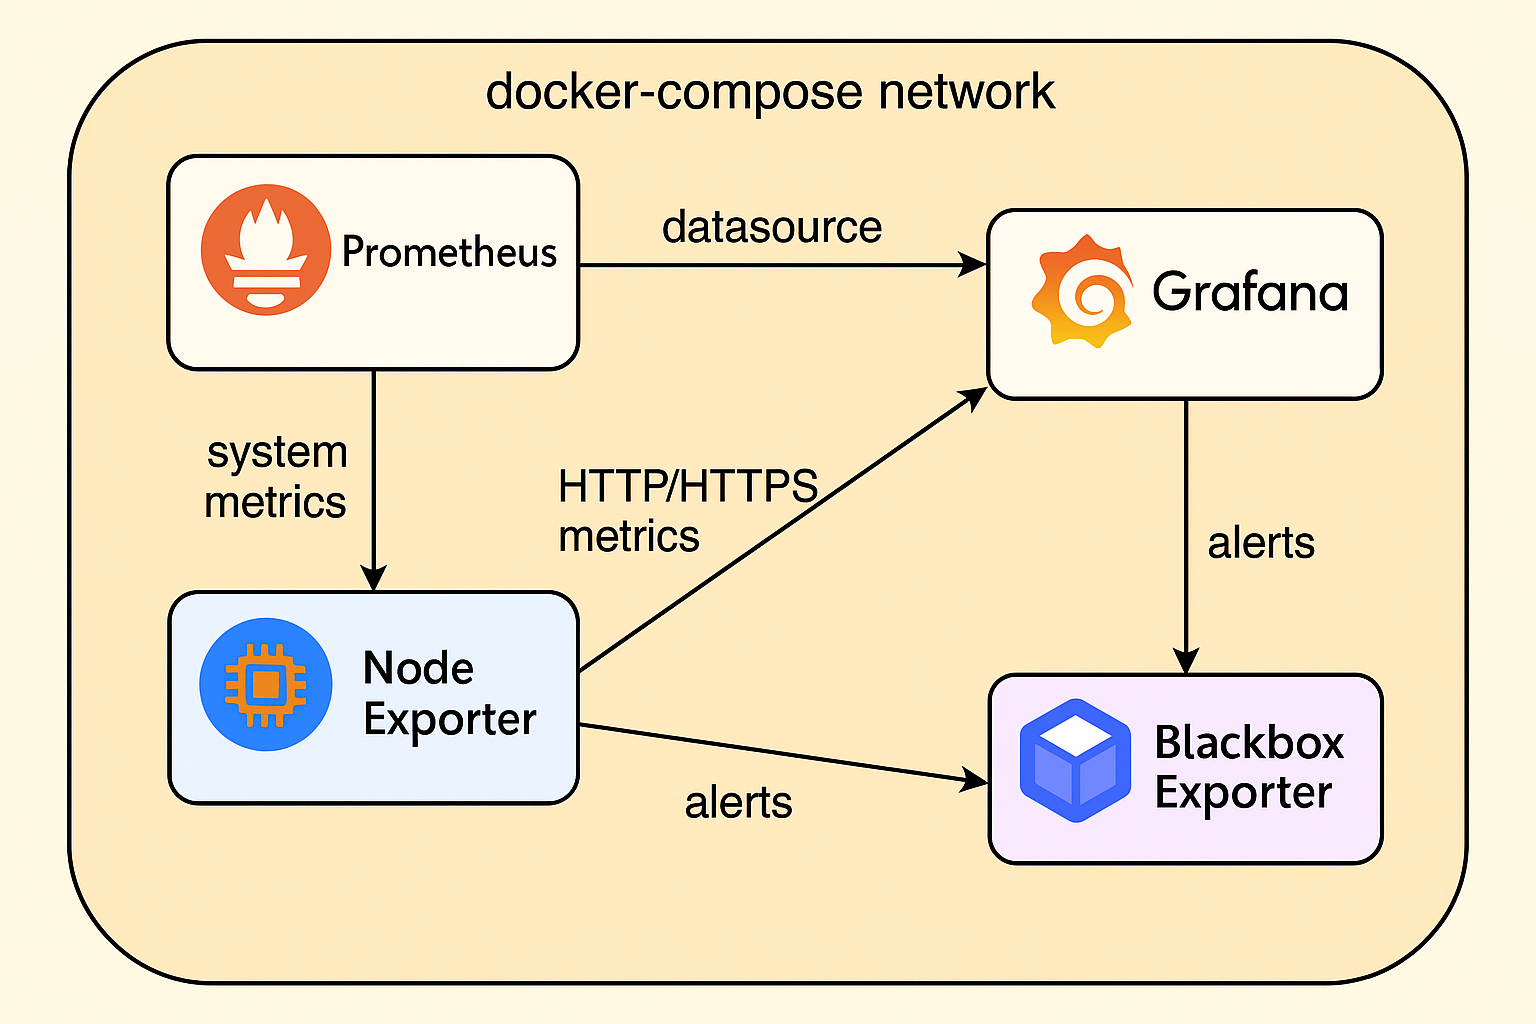 docker-compose network
Prometheus
datasource
Grafana
system
metrics
HTTP/HTTPS
metrics
alerts
Node
Exporter
alerts
Blackbox
Exporter